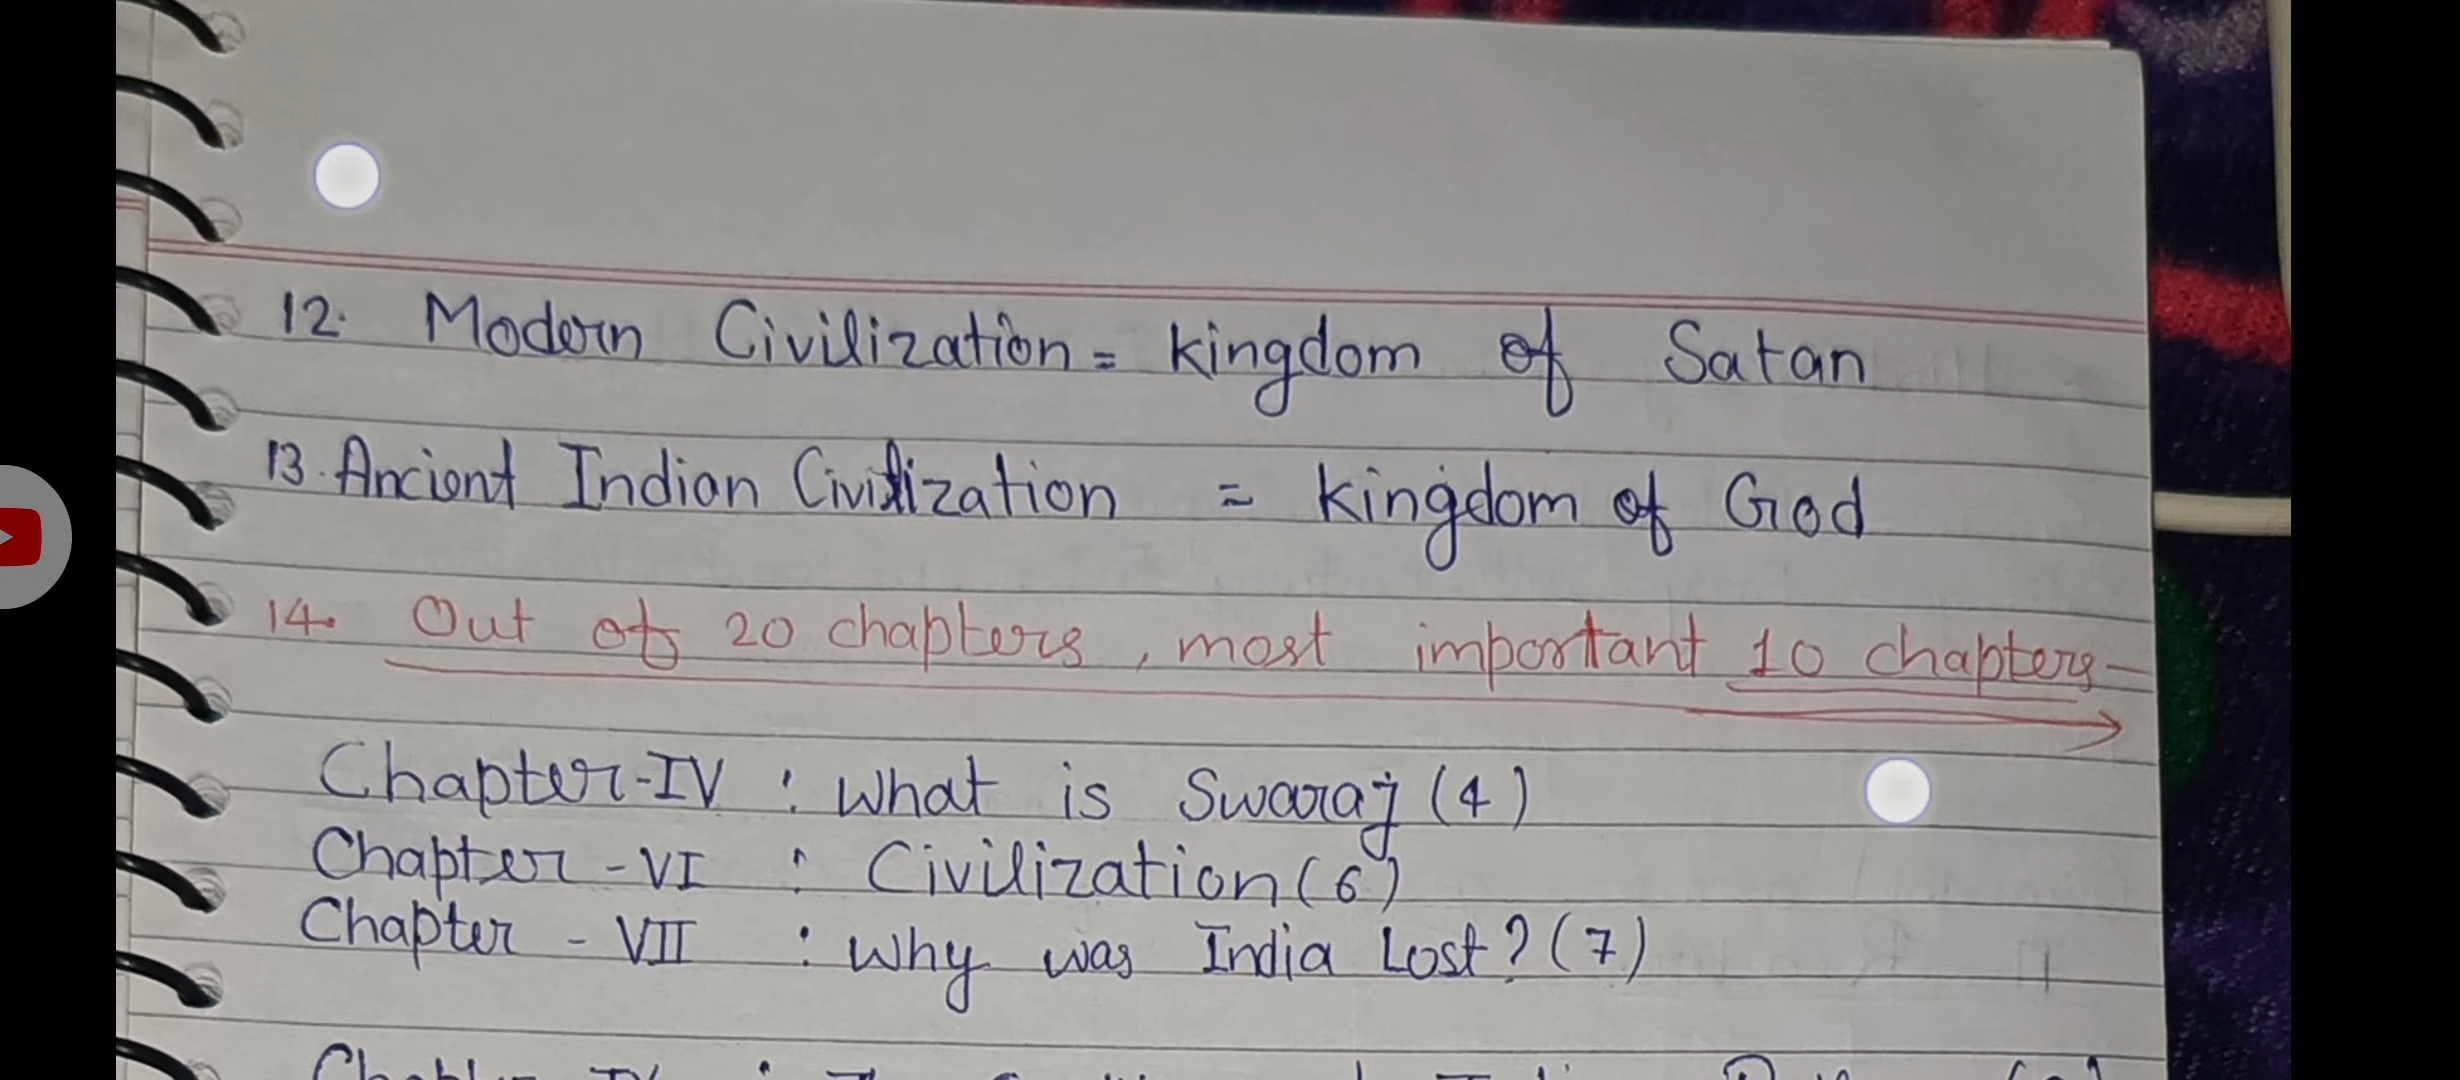 12. Modern Civilization = kingdom of Satan
13. Ancient Indian Civilization = kingdom of God
14. Out of 20 chapters, most important 10 chapters-
Chapter-IV : What is Swaraj (4)
Chapter - VI : Civilization (6)
Chapter - VII : Why was India Lost? (7)